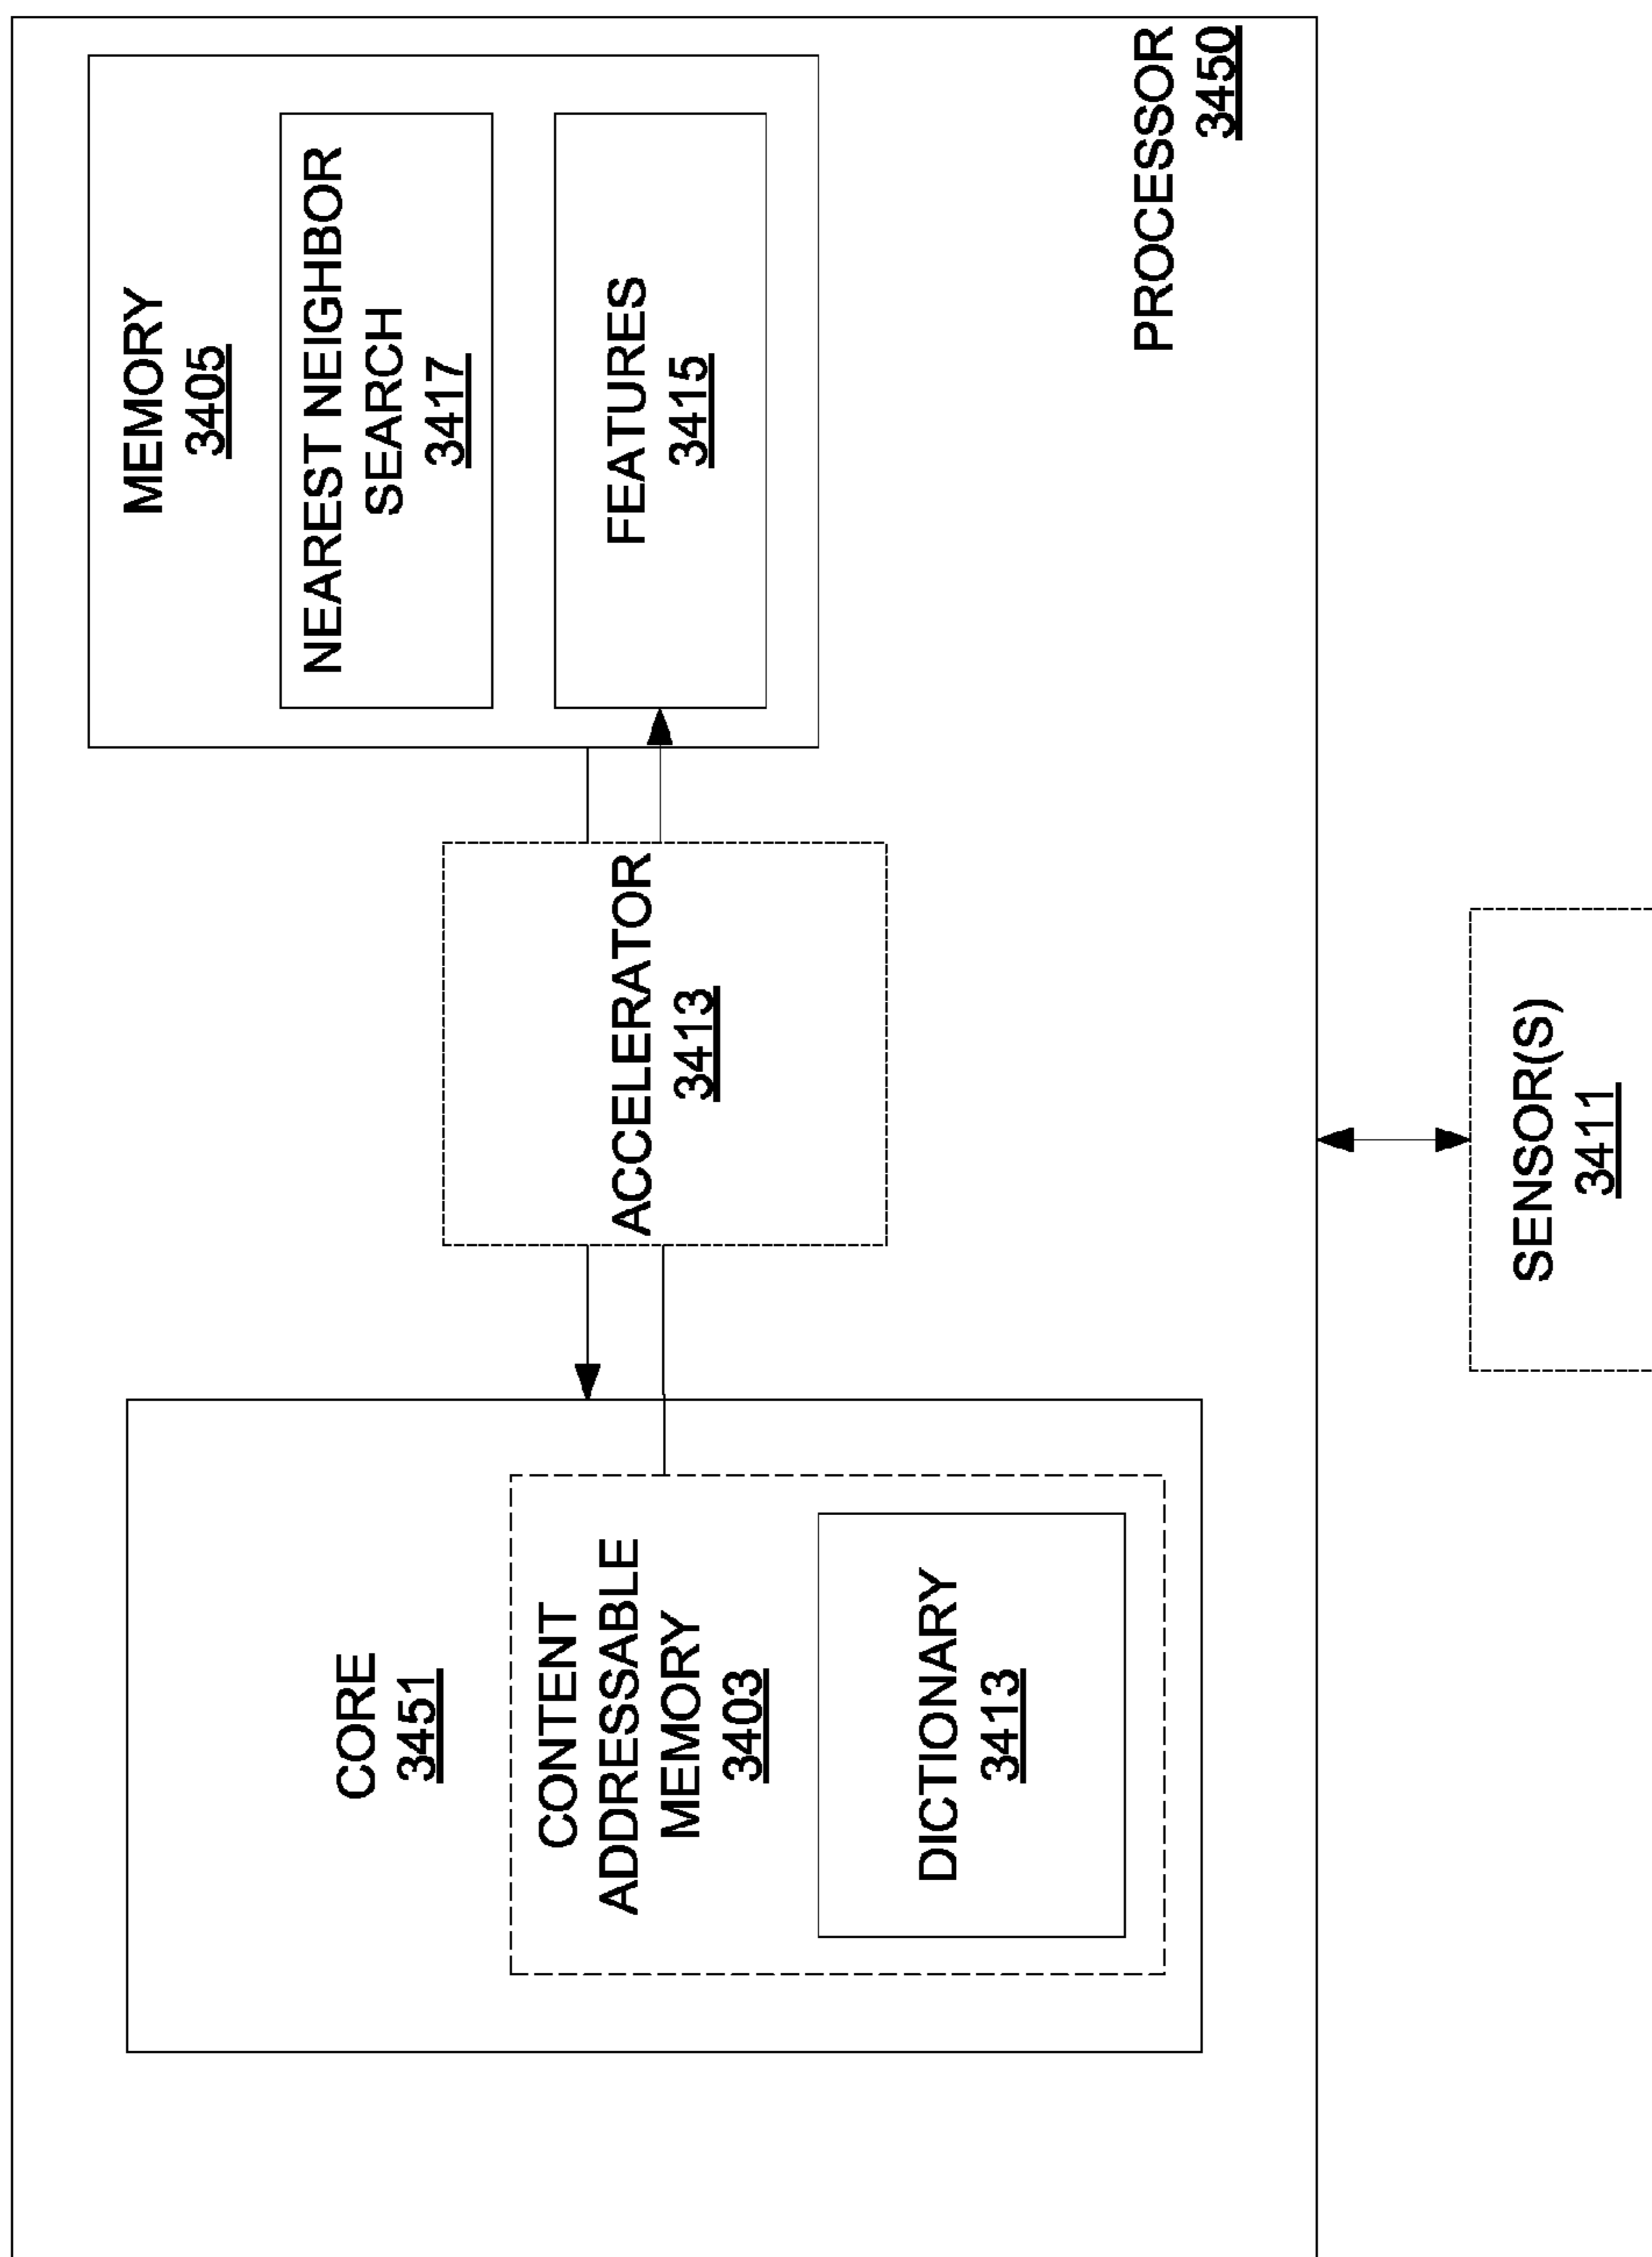 PROCESSOR
3450
CORE
3451
CONTENT
ADDRESSABLE
MEMORY
3403
DICTIONARY
3413
ACCELERATOR
3413
MEMORY
3405
NEAREST NEIGHBOR
SEARCH
3417
FEATURES
3415
SENSOR(S)
3411